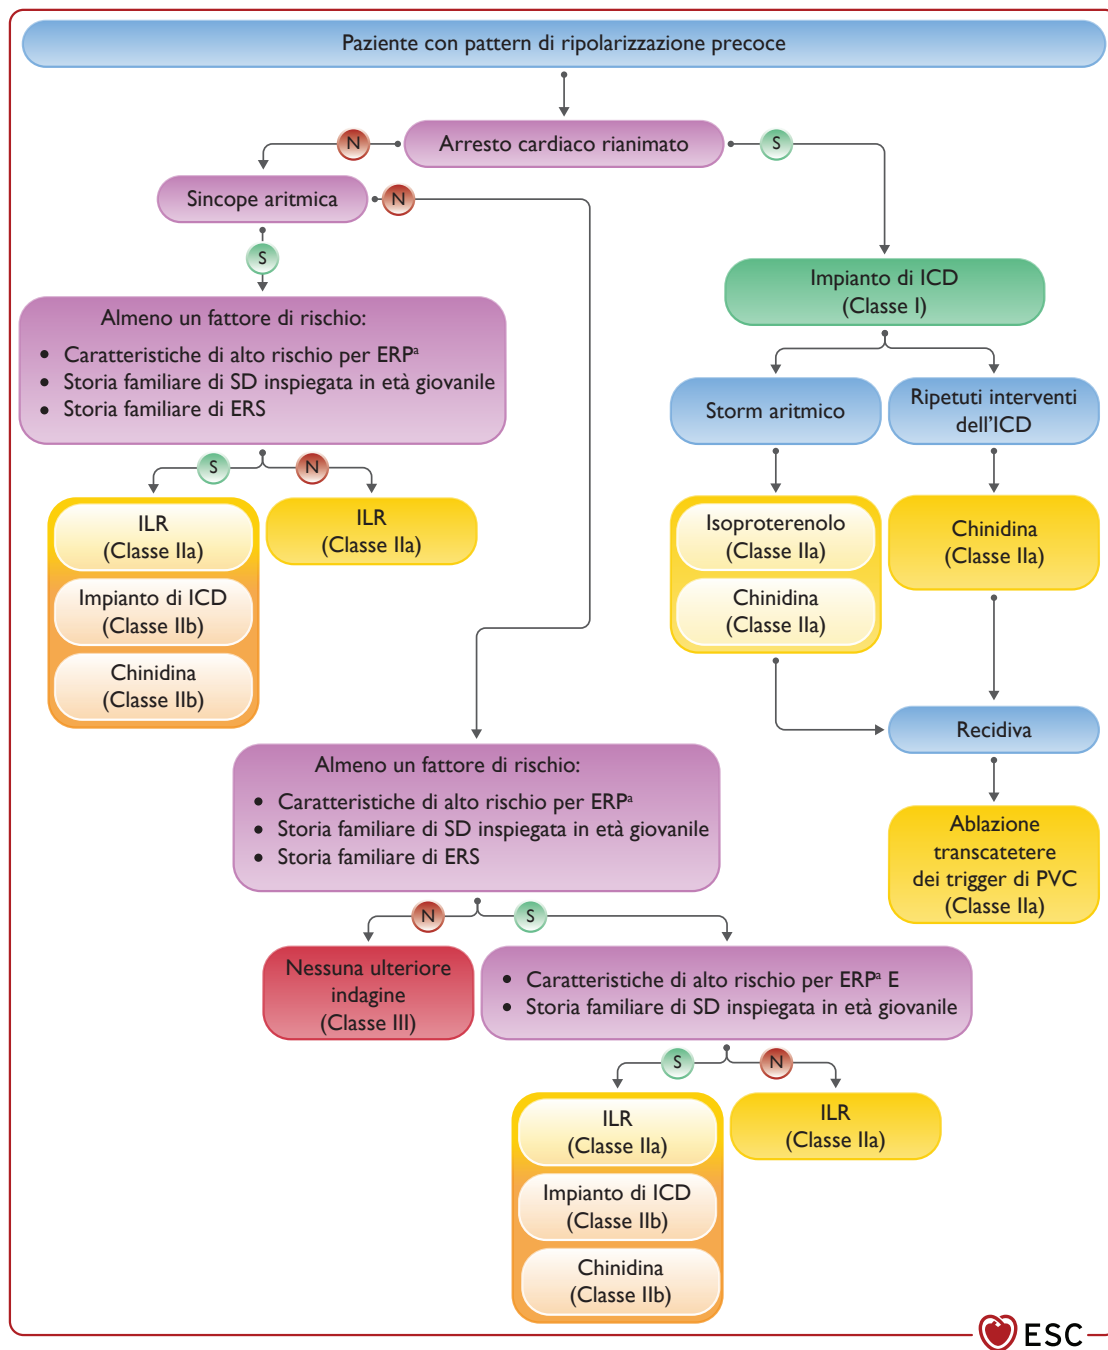 Paziente con pattern di ripolarizzazione precoce
Arresto cardiaco rianimato
N
S
Sincope aritmica
N
S
Almeno un fattore di rischio:
• Caratteristiche di alto rischio per ERPᵃ
• Storia familiare di SD inspiegata in età giovanile
• Storia familiare di ERS
S
N
ILR
(Classe IIa)
Impianto di ICD
(Classe IIb)
Chinidina
(Classe IIb)
ILR
(Classe IIa)
Impianto di ICD
(Classe I)
Storm aritmico
Ripetuti interventi
dell'ICD
Isoproterenolo
(Classe IIa)
Chinidina
(Classe IIa)
Chinidina
(Classe IIa)
Recidiva
Ablazione
transcatetere
dei trigger di PVC
(Classe IIa)
Almeno un fattore di rischio:
• Caratteristiche di alto rischio per ERPᵃ
• Storia familiare di SD inspiegata in età giovanile
• Storia familiare di ERS
N
S
Nessuna ulteriore
indagine
(Classe III)
• Caratteristiche di alto rischio per ERPᵃ E
• Storia familiare di SD inspiegata in età giovanile
S
N
ILR
(Classe IIa)
Impianto di ICD
(Classe IIb)
Chinidina
(Classe IIb)
ILR
(Classe IIa)
ESC